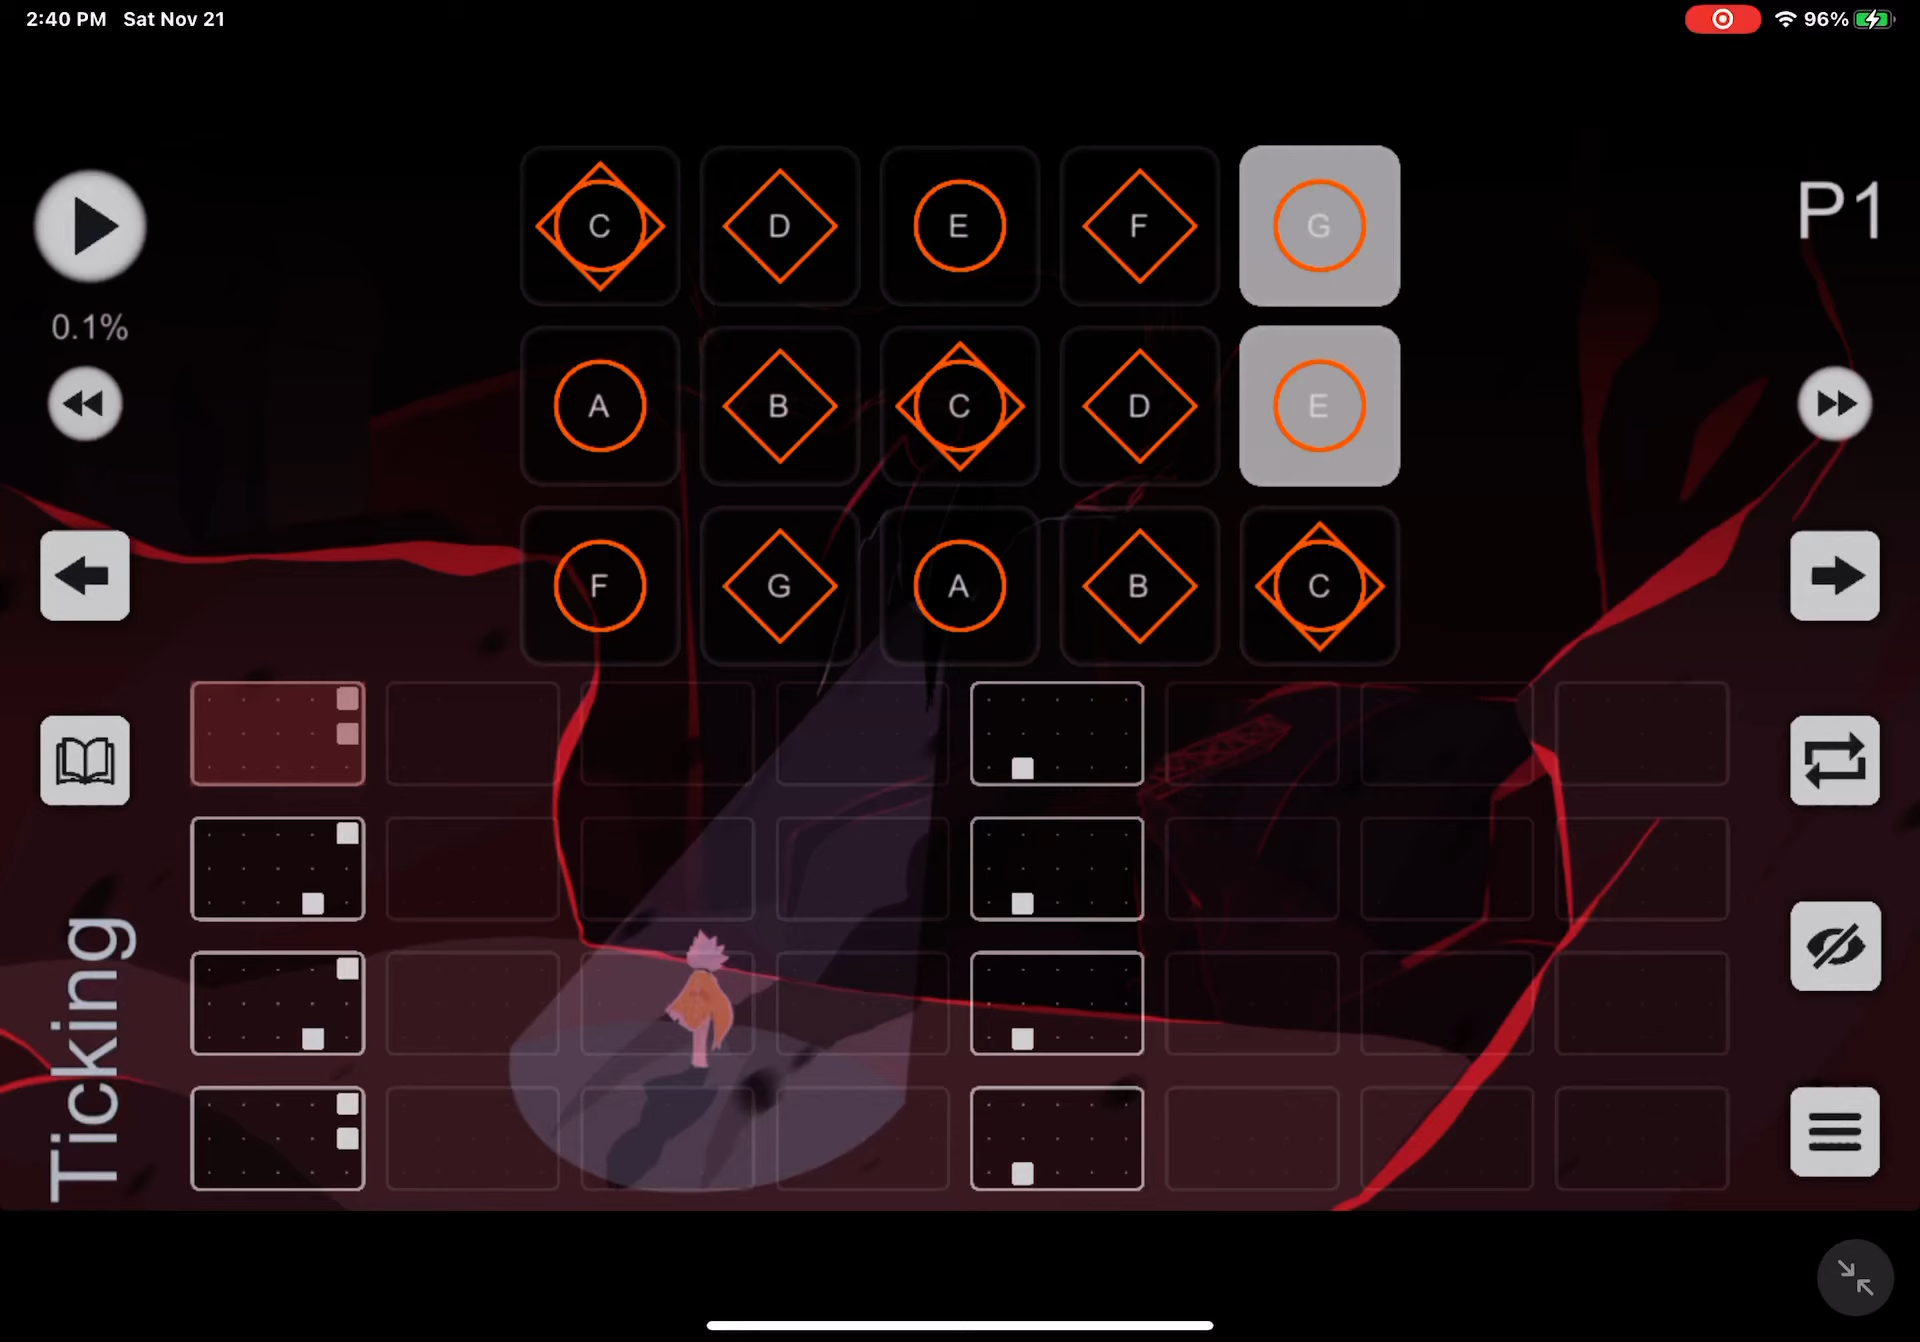 2:40 PM Sat Nov 21
96%
C D E F G
P1
0.1%
A B C D E
F G A B C
Ticking